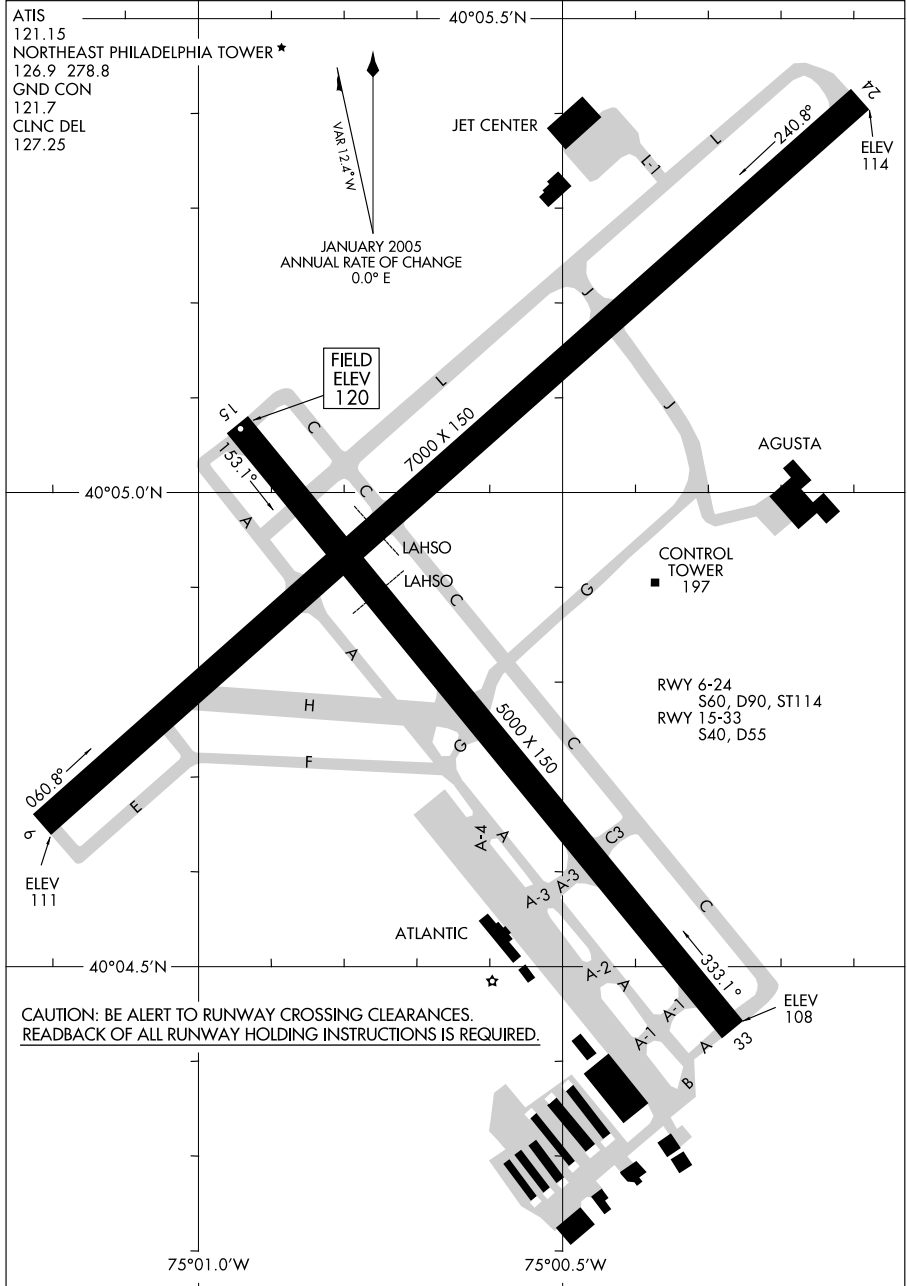 ATIS
121.15
NORTHEAST PHILADELPHIA TOWER ★
126.9 278.8
GND CON
121.7
CLNC DEL
127.25
40°05.5'N
VAR 12.4° W
JANUARY 2005
ANNUAL RATE OF CHANGE
0.0° E
JET CENTER
L-1
L
240.8°
24
ELEV
114
J
L
J
FIELD
ELEV
120
15
153.1°
C
C
7000 X 150
AGUSTA
40°05.0'N
A
LAHSO
LAHSO
C
CONTROL
TOWER
197
G
A
RWY 6-24
S60, D90, ST114
RWY 15-33
S40, D55
H
5000 X 150
G
C
F
060.8°
E
6
ELEV
111
A-4
A
C3
A-3
A-3
C
ATLANTIC
A-2
A
333.1°
40°04.5'N
ELEV
108
A-1
A-1
A
33
B
CAUTION: BE ALERT TO RUNWAY CROSSING CLEARANCES.
READBACK OF ALL RUNWAY HOLDING INSTRUCTIONS IS REQUIRED.
75°01.0'W
75°00.5'W